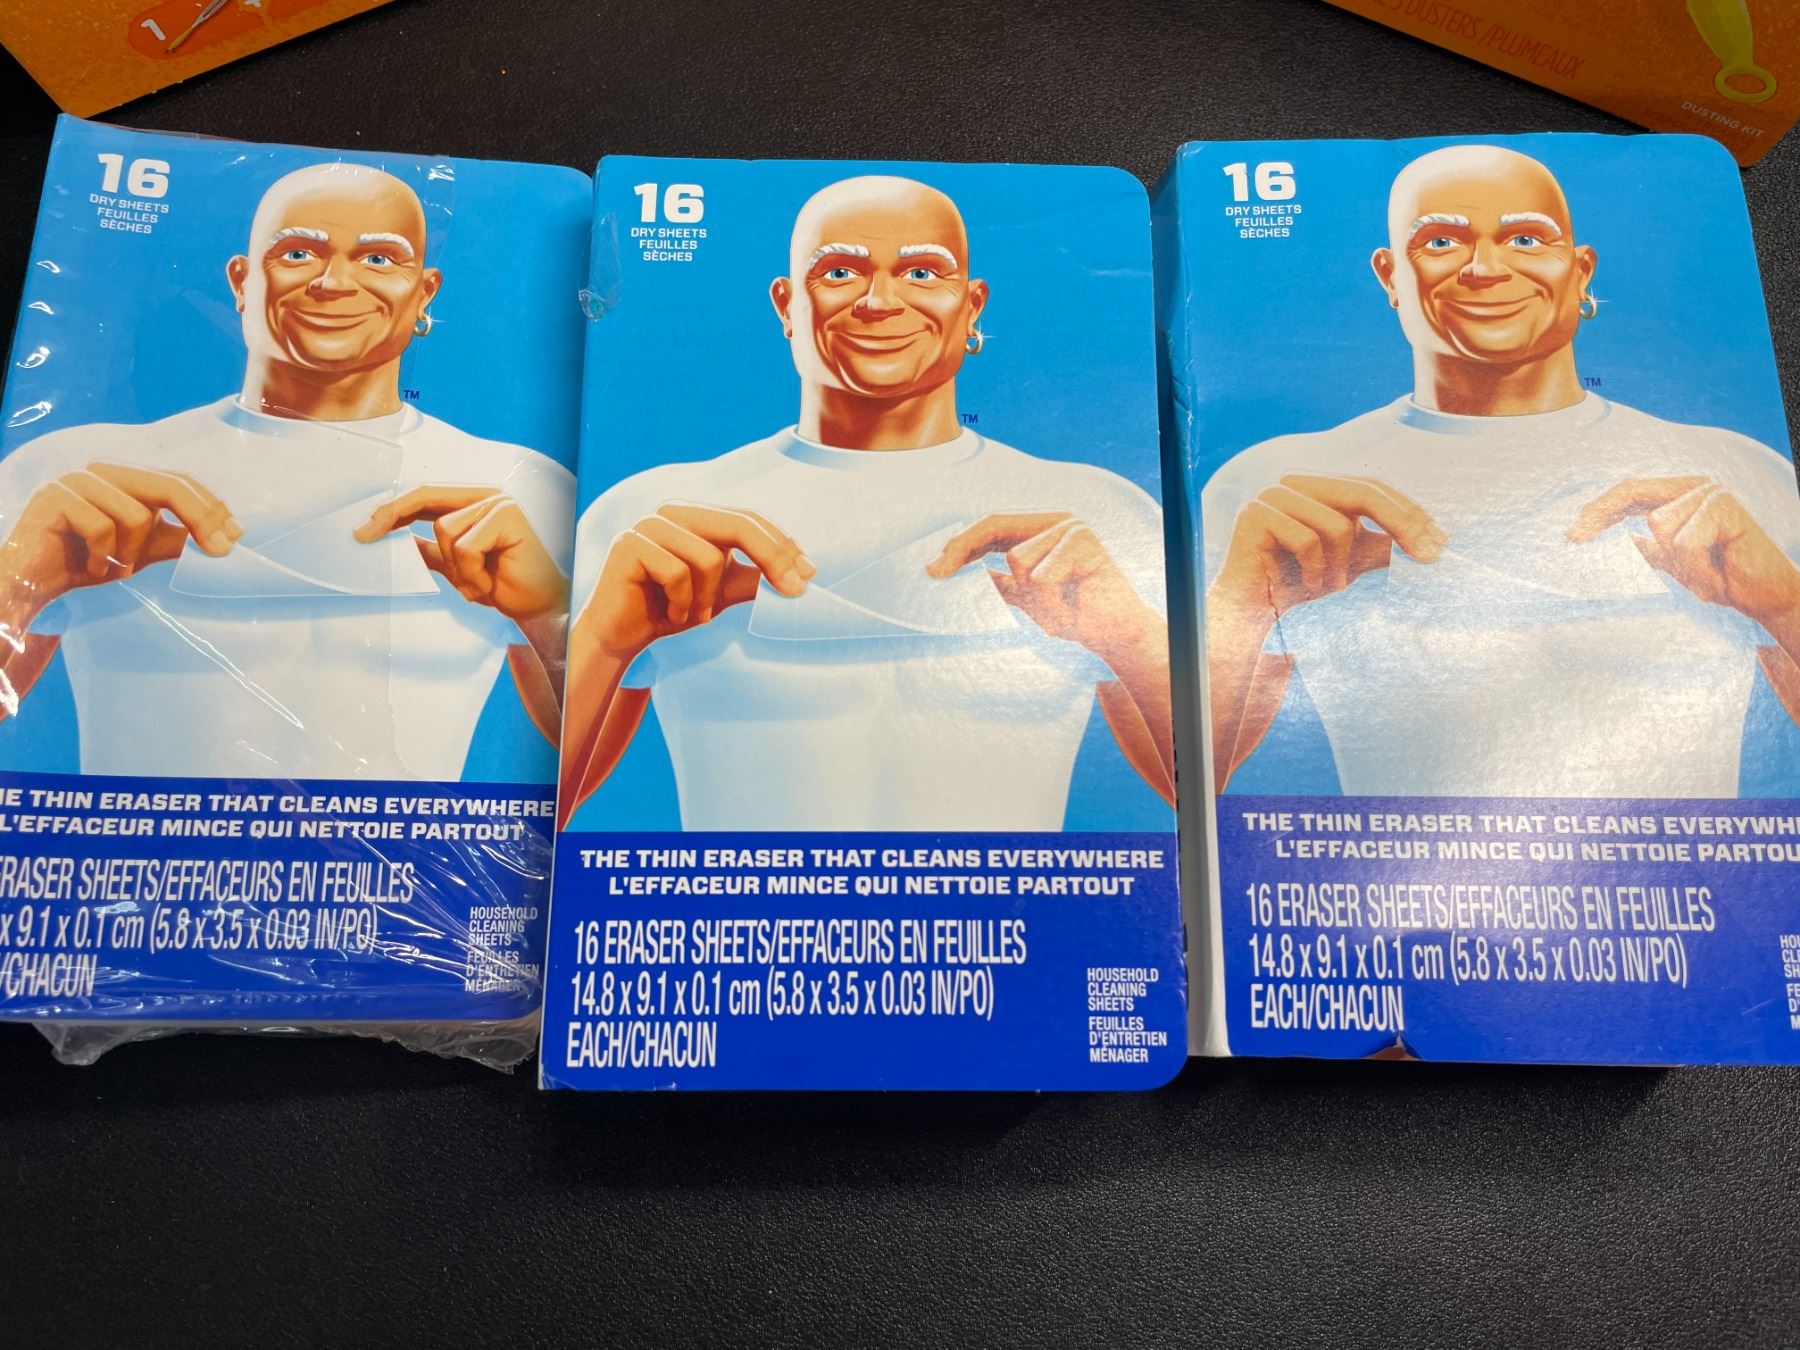 1
5 DUSTERS / PLUMEAUX
DUSTING KIT
16
DRY SHEETS
FEUILLES
SÈCHES
TM
THE THIN ERASER THAT CLEANS EVERYWHERE
L'EFFACEUR MINCE QUI NETTOIE PARTOUT
ERASER SHEETS/EFFACEURS EN FEUILLES
x 9.1 x 0.1 cm (5.8 x 3.5 x 0.03 IN/PO)
/CHACUN
HOUSEHOLD
CLEANING
SHEETS
FEUILLES
D'ENTRETIEN
MÉNAGER
16
DRY SHEETS
FEUILLES
SÈCHES
TM
THE THIN ERASER THAT CLEANS EVERYWHERE
L'EFFACEUR MINCE QUI NETTOIE PARTOUT
16 ERASER SHEETS/EFFACEURS EN FEUILLES
14.8 x 9.1 x 0.1 cm (5.8 x 3.5 x 0.03 IN/PO)
EACH/CHACUN
HOUSEHOLD
CLEANING
SHEETS
FEUILLES
D'ENTRETIEN
MÉNAGER
16
DRY SHEETS
FEUILLES
SÈCHES
TM
THE THIN ERASER THAT CLEANS EVERYWH
L'EFFACEUR MINCE QUI NETTOIE PARTOU
16 ERASER SHEETS/EFFACEURS EN FEUILLES
14.8 x 9.1 x 0.1 cm (5.8 x 3.5 x 0.03 IN/PO)
EACH/CHACUN